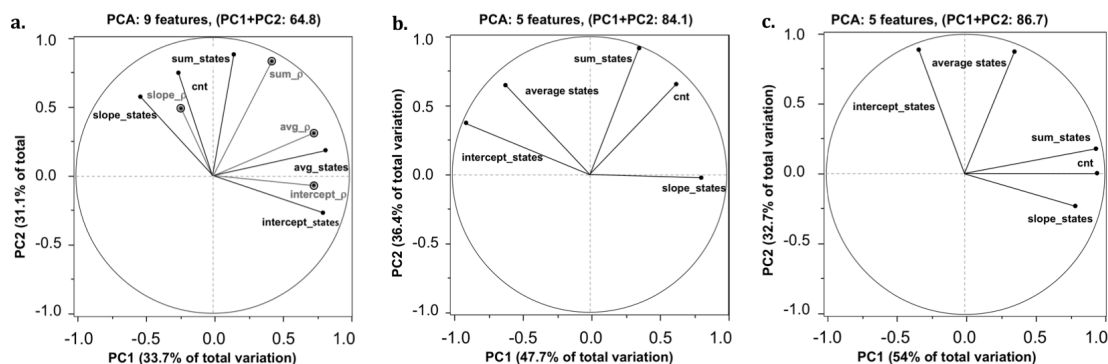 a.
PCA: 9 features, (PC1+PC2: 64.8)
1.0
0.5
0.0
-0.5
-1.0
PC2 (31.1% of total)
sum_states
sum_ρ
cnt
slope_ρ
slope_states
avg_ρ
avg_states
intercept_ρ
intercept_states
-1.0 -0.5 0.0 0.5 1.0
PC1 (33.7% of total variation)
b.
PCA: 5 features, (PC1+PC2: 84.1)
1.0
0.5
0.0
-0.5
-1.0
PC2 (36.4% of total variation)
sum_states
average states
cnt
intercept_states
slope_states
-1.0 -0.5 0.0 0.5 1.0
PC1 (47.7% of total variation)
c.
PCA: 5 features, (PC1+PC2: 86.7)
1.0
0.5
0.0
-0.5
-1.0
PC2 (32.7% of total variation)
average states
intercept_states
sum_states
cnt
slope_states
-1.0 -0.5 0.0 0.5 1.0
PC1 (54% of total variation)